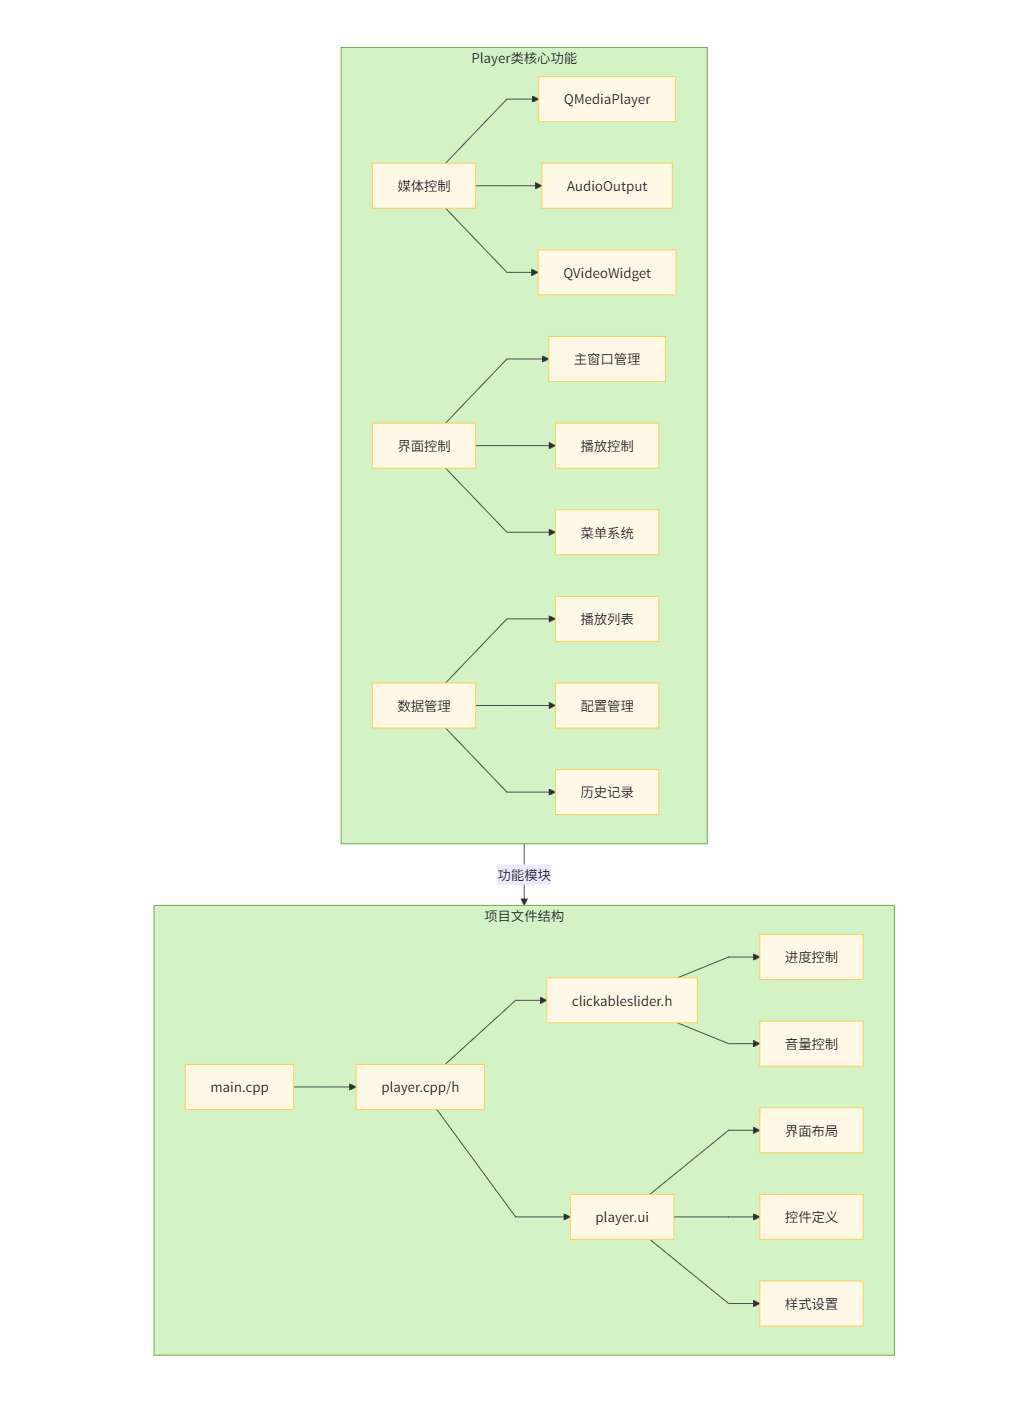 Player类核心功能
QMediaPlayer
媒体控制
AudioOutput
QVideoWidget
主窗口管理
界面控制
播放控制
菜单系统
播放列表
数据管理
配置管理
历史记录
功能模块
项目文件结构
进度控制
clickableslider.h
音量控制
main.cpp
player.cpp/h
界面布局
player.ui
控件定义
样式设置